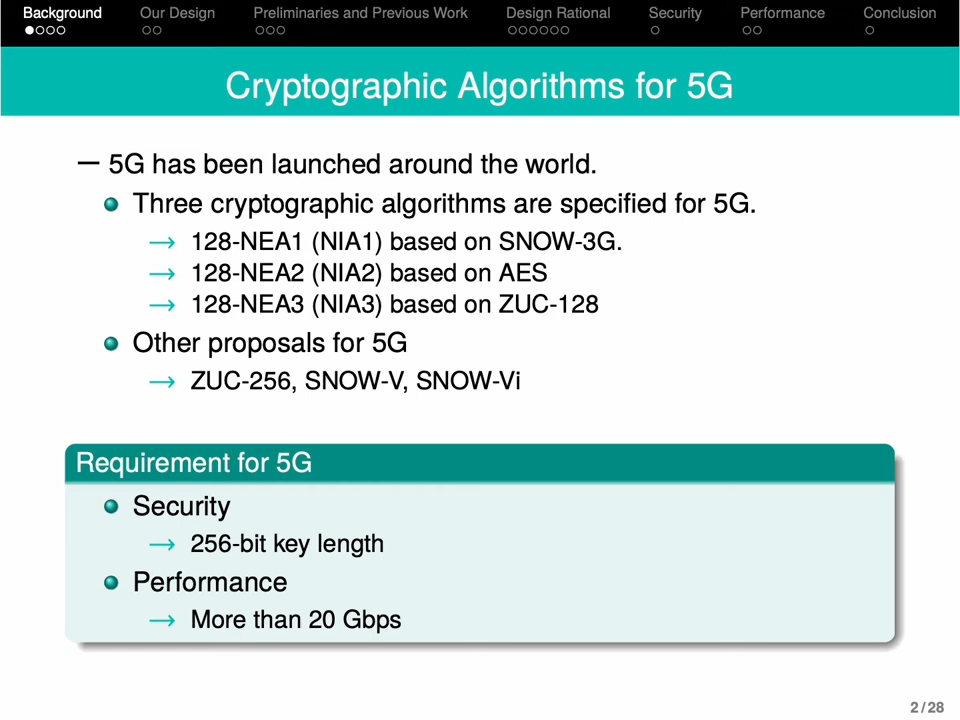 Background Our Design Preliminaries and Previous Work Design Rational Security Performance Conclusion
Cryptographic Algorithms for 5G
— 5G has been launched around the world.
Three cryptographic algorithms are specified for 5G.
→ 128-NEA1 (NIA1) based on SNOW-3G.
→ 128-NEA2 (NIA2) based on AES
→ 128-NEA3 (NIA3) based on ZUC-128
Other proposals for 5G
→ ZUC-256, SNOW-V, SNOW-Vi
Requirement for 5G
Security
→ 256-bit key length
Performance
→ More than 20 Gbps
2 / 28